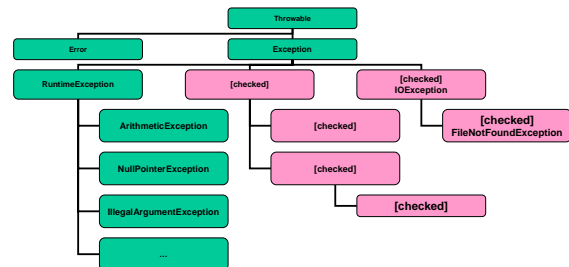 Throwable
Error
Exception
RuntimeException
[checked]
[checked]
IOException
ArithmeticException
[checked]
[checked]
FileNotFoundException
NullPointerException
[checked]
IllegalArgumentException
[checked]
...